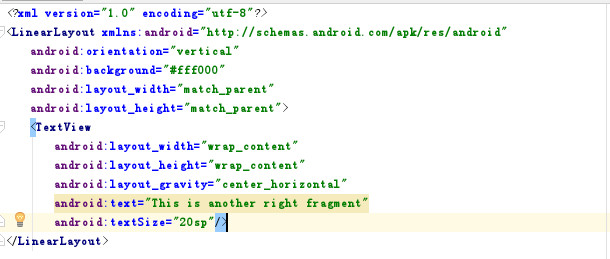 <?xml version="1.0" encoding="utf-8"?>
<LinearLayout xmlns:android="http://schemas.android.com/apk/res/android"
    android:orientation="vertical"
    android:background="#fff000"
    android:layout_width="match_parent"
    android:layout_height="match_parent">
    <TextView
        android:layout_width="wrap_content"
        android:layout_height="wrap_content"
        android:layout_gravity="center_horizontal"
        android:text="This is another right fragment"
        android:textSize="20sp"/>
</LinearLayout>